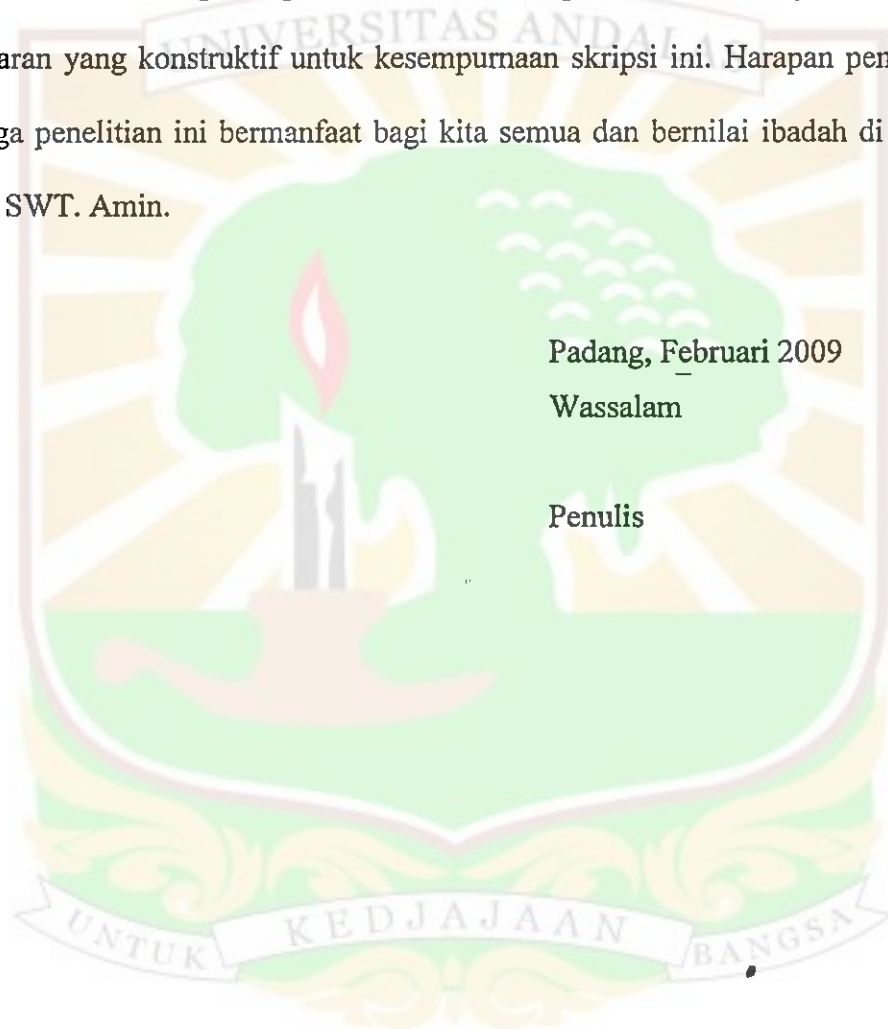 UNIVERSITAS ANDALAS
aran yang konstruktif untuk kesempurnaan skripsi ini. Harapan pen
ga penelitian ini bermanfaat bagi kita semua dan bernilai ibadah di
SWT. Amin.
Padang, Februari 2009
Wassalam
Penulis
UNTUK KEDJAJAAN BANGSA